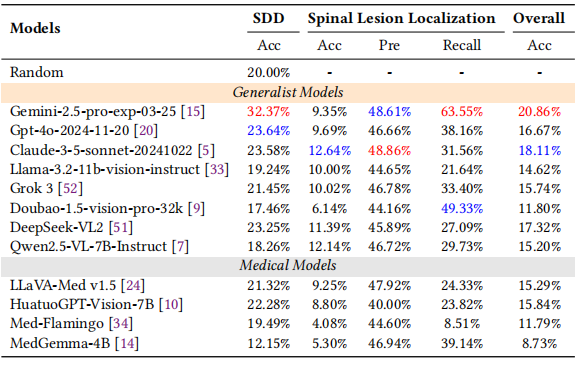 Models SDD Spinal Lesion Localization Overall
Acc Acc Pre Recall Acc
Random 20.00% - - - -
Generalist Models
Gemini-2.5-pro-exp-03-25 [15] 32.37% 9.35% 48.61% 63.55% 20.86%
Gpt-4o-2024-11-20 [20] 23.64% 9.69% 46.66% 38.16% 16.67%
Claude-3-5-sonnet-20241022 [5] 23.58% 12.64% 48.86% 31.56% 18.11%
Llama-3.2-11b-vision-instruct [33] 19.24% 10.00% 44.65% 21.64% 14.62%
Grok 3 [52] 21.45% 10.02% 46.78% 33.40% 15.74%
Doubao-1.5-vision-pro-32k [9] 17.46% 6.14% 44.16% 49.33% 11.80%
DeepSeek-VL2 [51] 23.25% 11.39% 45.89% 27.09% 17.32%
Qwen2.5-VL-7B-Instruct [7] 18.26% 12.14% 46.72% 29.73% 15.20%
Medical Models
LLaVA-Med v1.5 [24] 21.32% 9.25% 47.92% 24.33% 15.29%
HuatuoGPT-Vision-7B [10] 22.28% 8.80% 40.00% 23.82% 15.84%
Med-Flamingo [34] 19.49% 4.08% 44.60% 8.51% 11.79%
MedGemma-4B [14] 12.15% 5.30% 46.94% 39.14% 8.73%